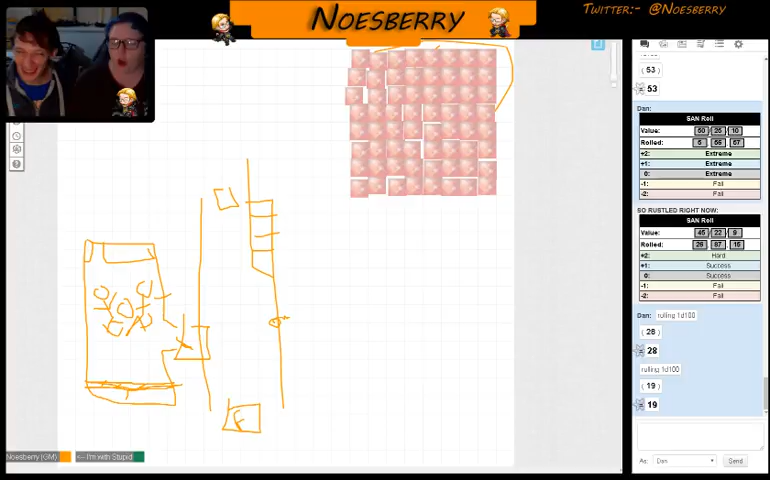 NOESBERRY
TWITTER:- @NOESBERRY
(53)
53
Dan:
SAN Roll
Value: 50 25 10
Rolled: 5 65 67
+2: Extreme
+1: Extreme
0: Extreme
-1: Fail
-2: Fail
SO RUSTLED RIGHT NOW:
SAN Roll
Value: 45 22 9
Rolled: 26 87 16
+2: Hard
+1: Success
0: Success
-1: Fail
-2: Fail
Dan: rolling 1d100
(28)
28
rolling 1d100
(19)
19
As: Dan Send
Noesberry (GM) <-- I'm with Stupid